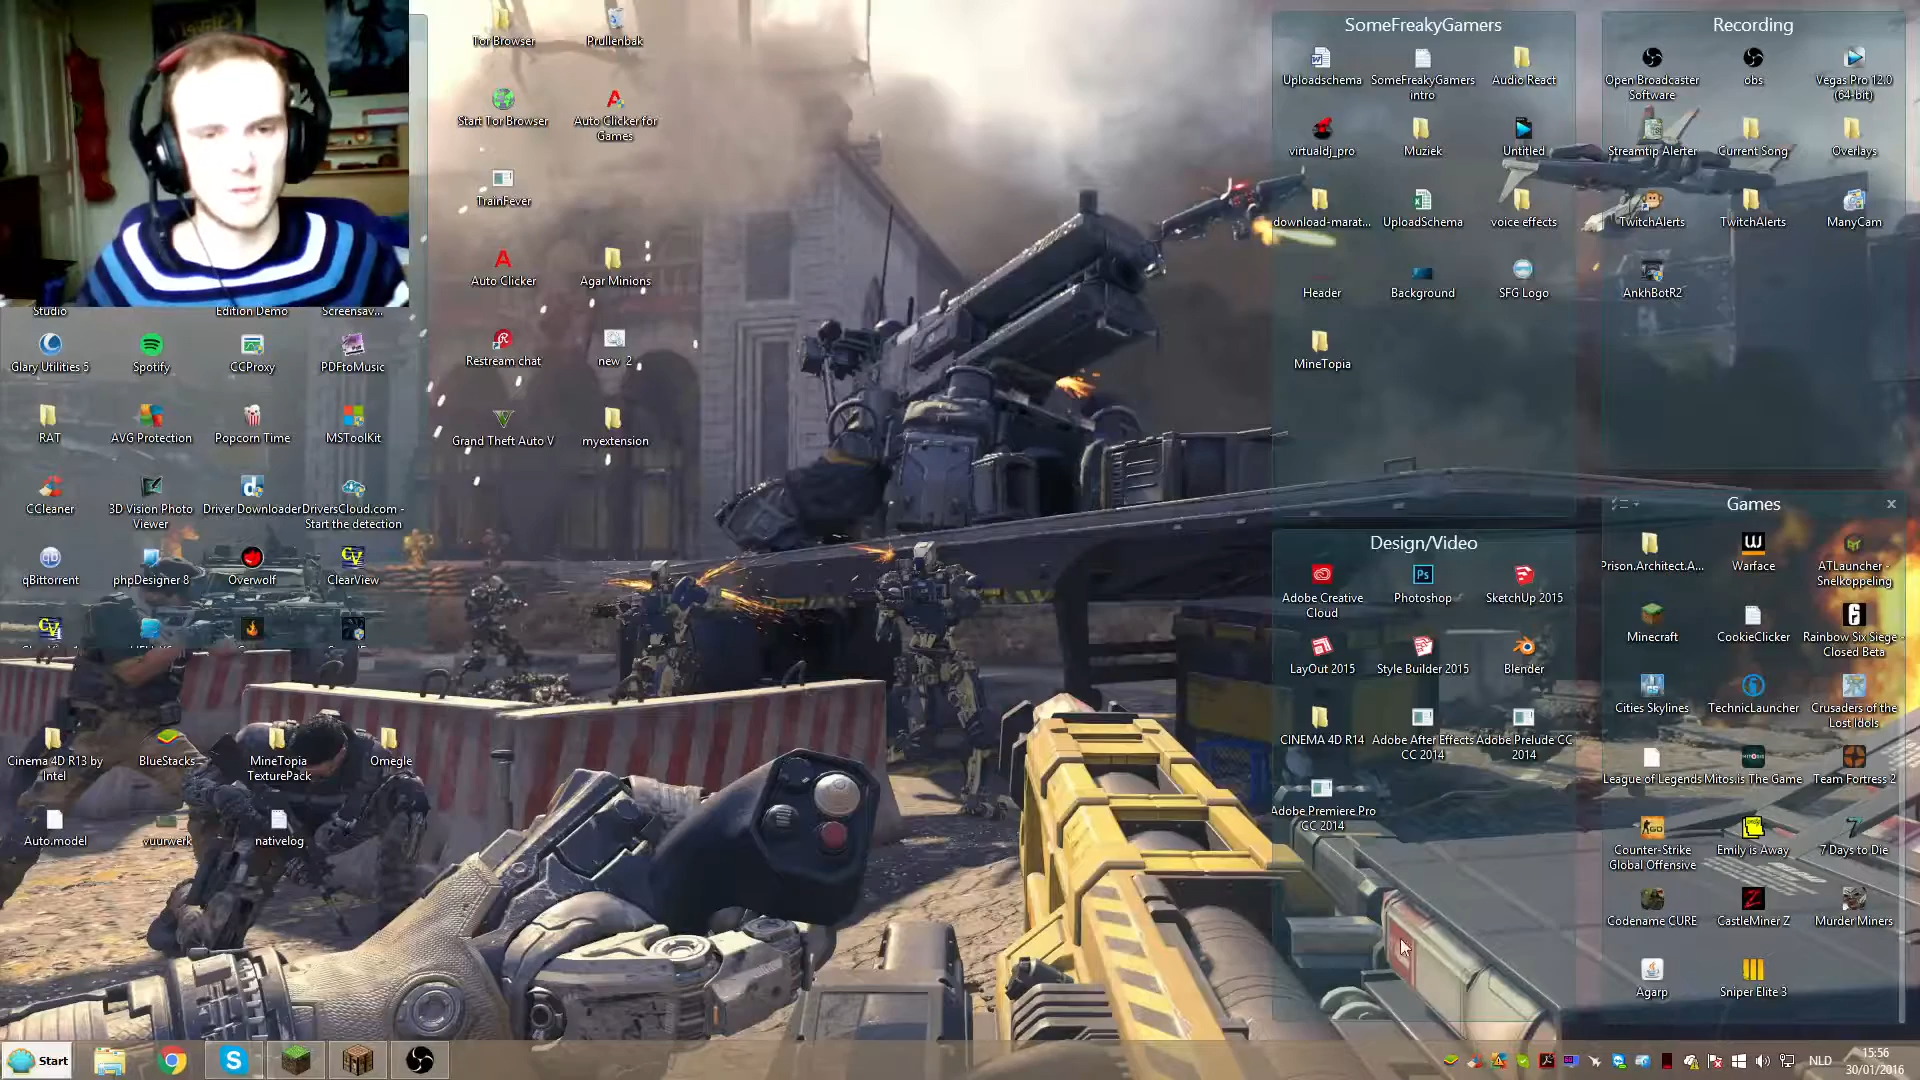 Tor Browser
Prullenbak
Start Tor Browser
Auto Clicker for
Games
TrainFever
Auto Clicker
Agar Minions
Restream chat
new 2
Grand Theft Auto V
myextension
Studio
Edition Demo
Screensav...
Glary Utilities 5
Spotify
CCProxy
PDFtoMusic
RAT
AVG Protection
Popcorn Time
MSToolKit
CCleaner
3D Vision Photo
Viewer
Driver Downloader
DriversCloud.com -
Start the detection
qBittorrent
phpDesigner 8
Overwolf
ClearView
Cinema 4D R13 by
Intel
BlueStacks
MineTopia
TexturePack
Omegle
Auto.model
vuurwerk
nativelog
SomeFreakyGamers
Uploadschema
SomeFreakyGamers
intro
Audio React
virtualdj_pro
Muziek
Untitled
download-marat...
UploadSchema
voice effects
Header
Background
SFG Logo
MineTopia
Recording
Open Broadcaster
Software
obs
Vegas Pro 12.0
(64-bit)
Streamtip Alerter
Current Song
Overlays
TwitchAlerts
TwitchAlerts
ManyCam
AnkhBotR2
Design/Video
Adobe Creative
Cloud
Photoshop
SketchUp 2015
LayOut 2015
Style Builder 2015
Blender
CINEMA 4D R14
Adobe After Effects
CC 2014
Adobe Prelude CC
2014
Adobe Premiere Pro
CC 2014
Games
Prison.Architect.A...
Warface
ATLauncher -
Snelkoppeling
Minecraft
CookieClicker
Rainbow Six Siege -
Closed Beta
Cities Skylines
TechnicLauncher
Crusaders of the
Lost Idols
League of Legends
Mitos.is The Game
Team Fortress 2
Counter-Strike
Global Offensive
Emily is Away
7 Days to Die
Codename CURE
CastleMiner Z
Murder Miners
Agarp
Sniper Elite 3
Start
NLD
15:56
30/01/2016